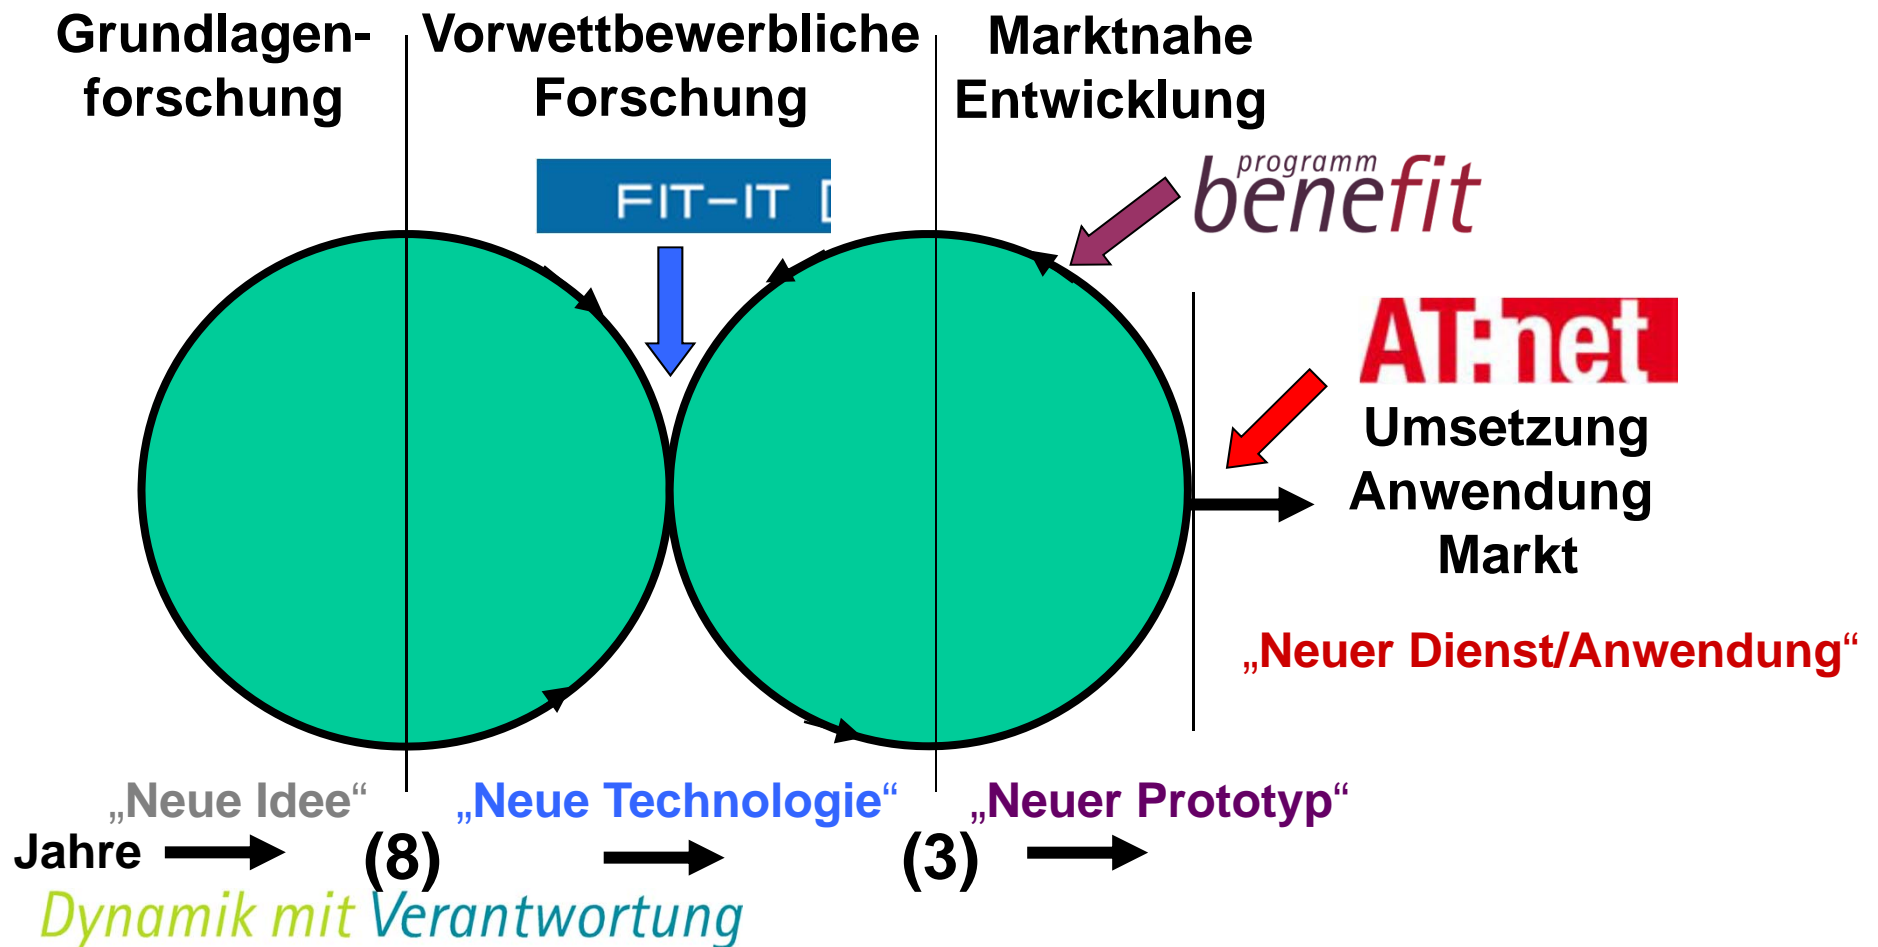 Grundlagen-
forschung
Vorwettbewerbliche
Forschung
Marktnahe
Entwicklung
FIT-IT
programm
benefit
AT:net
Umsetzung
Anwendung
Markt
„Neuer Dienst/Anwendung“
„Neue Idee“
„Neue Technologie“
„Neuer Prototyp“
Jahre
(8)
(3)
Dynamik mit Verantwortung